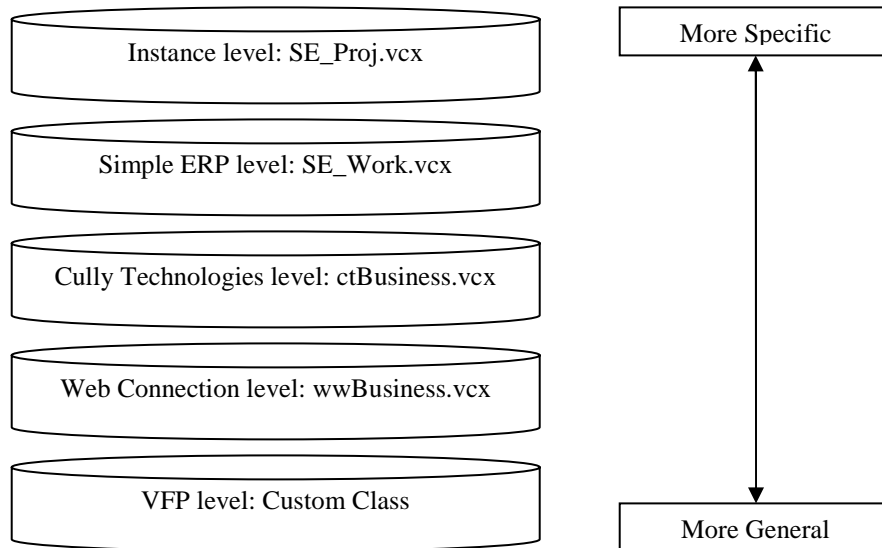 Instance level: SE_Proj.vcx
More Specific
Simple ERP level: SE_Work.vcx
Cully Technologies level: ctBusiness.vcx
Web Connection level: wwBusiness.vcx
VFP level: Custom Class
More General